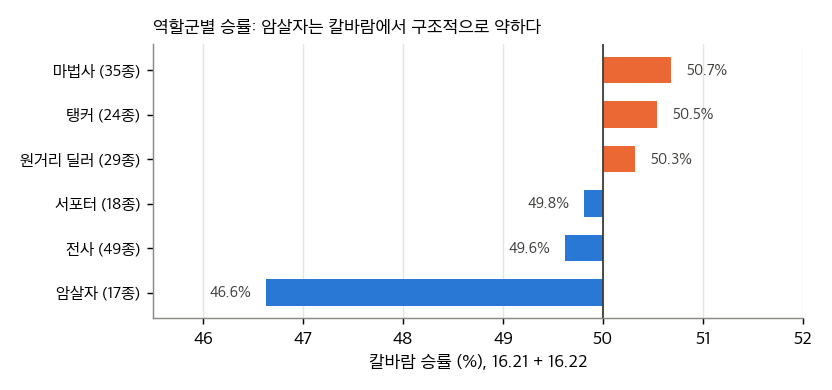 역할군별 승률: 암살자는 칼바람에서 구조적으로 약하다
마법사 (35종)
50.7%
탱커 (24종)
50.5%
원거리 딜러 (29종)
50.3%
서포터 (18종)
49.8%
전사 (49종)
49.6%
암살자 (17종)
46.6%
46 47 48 49 50 51 52
칼바람 승률 (%), 16.21 + 16.22